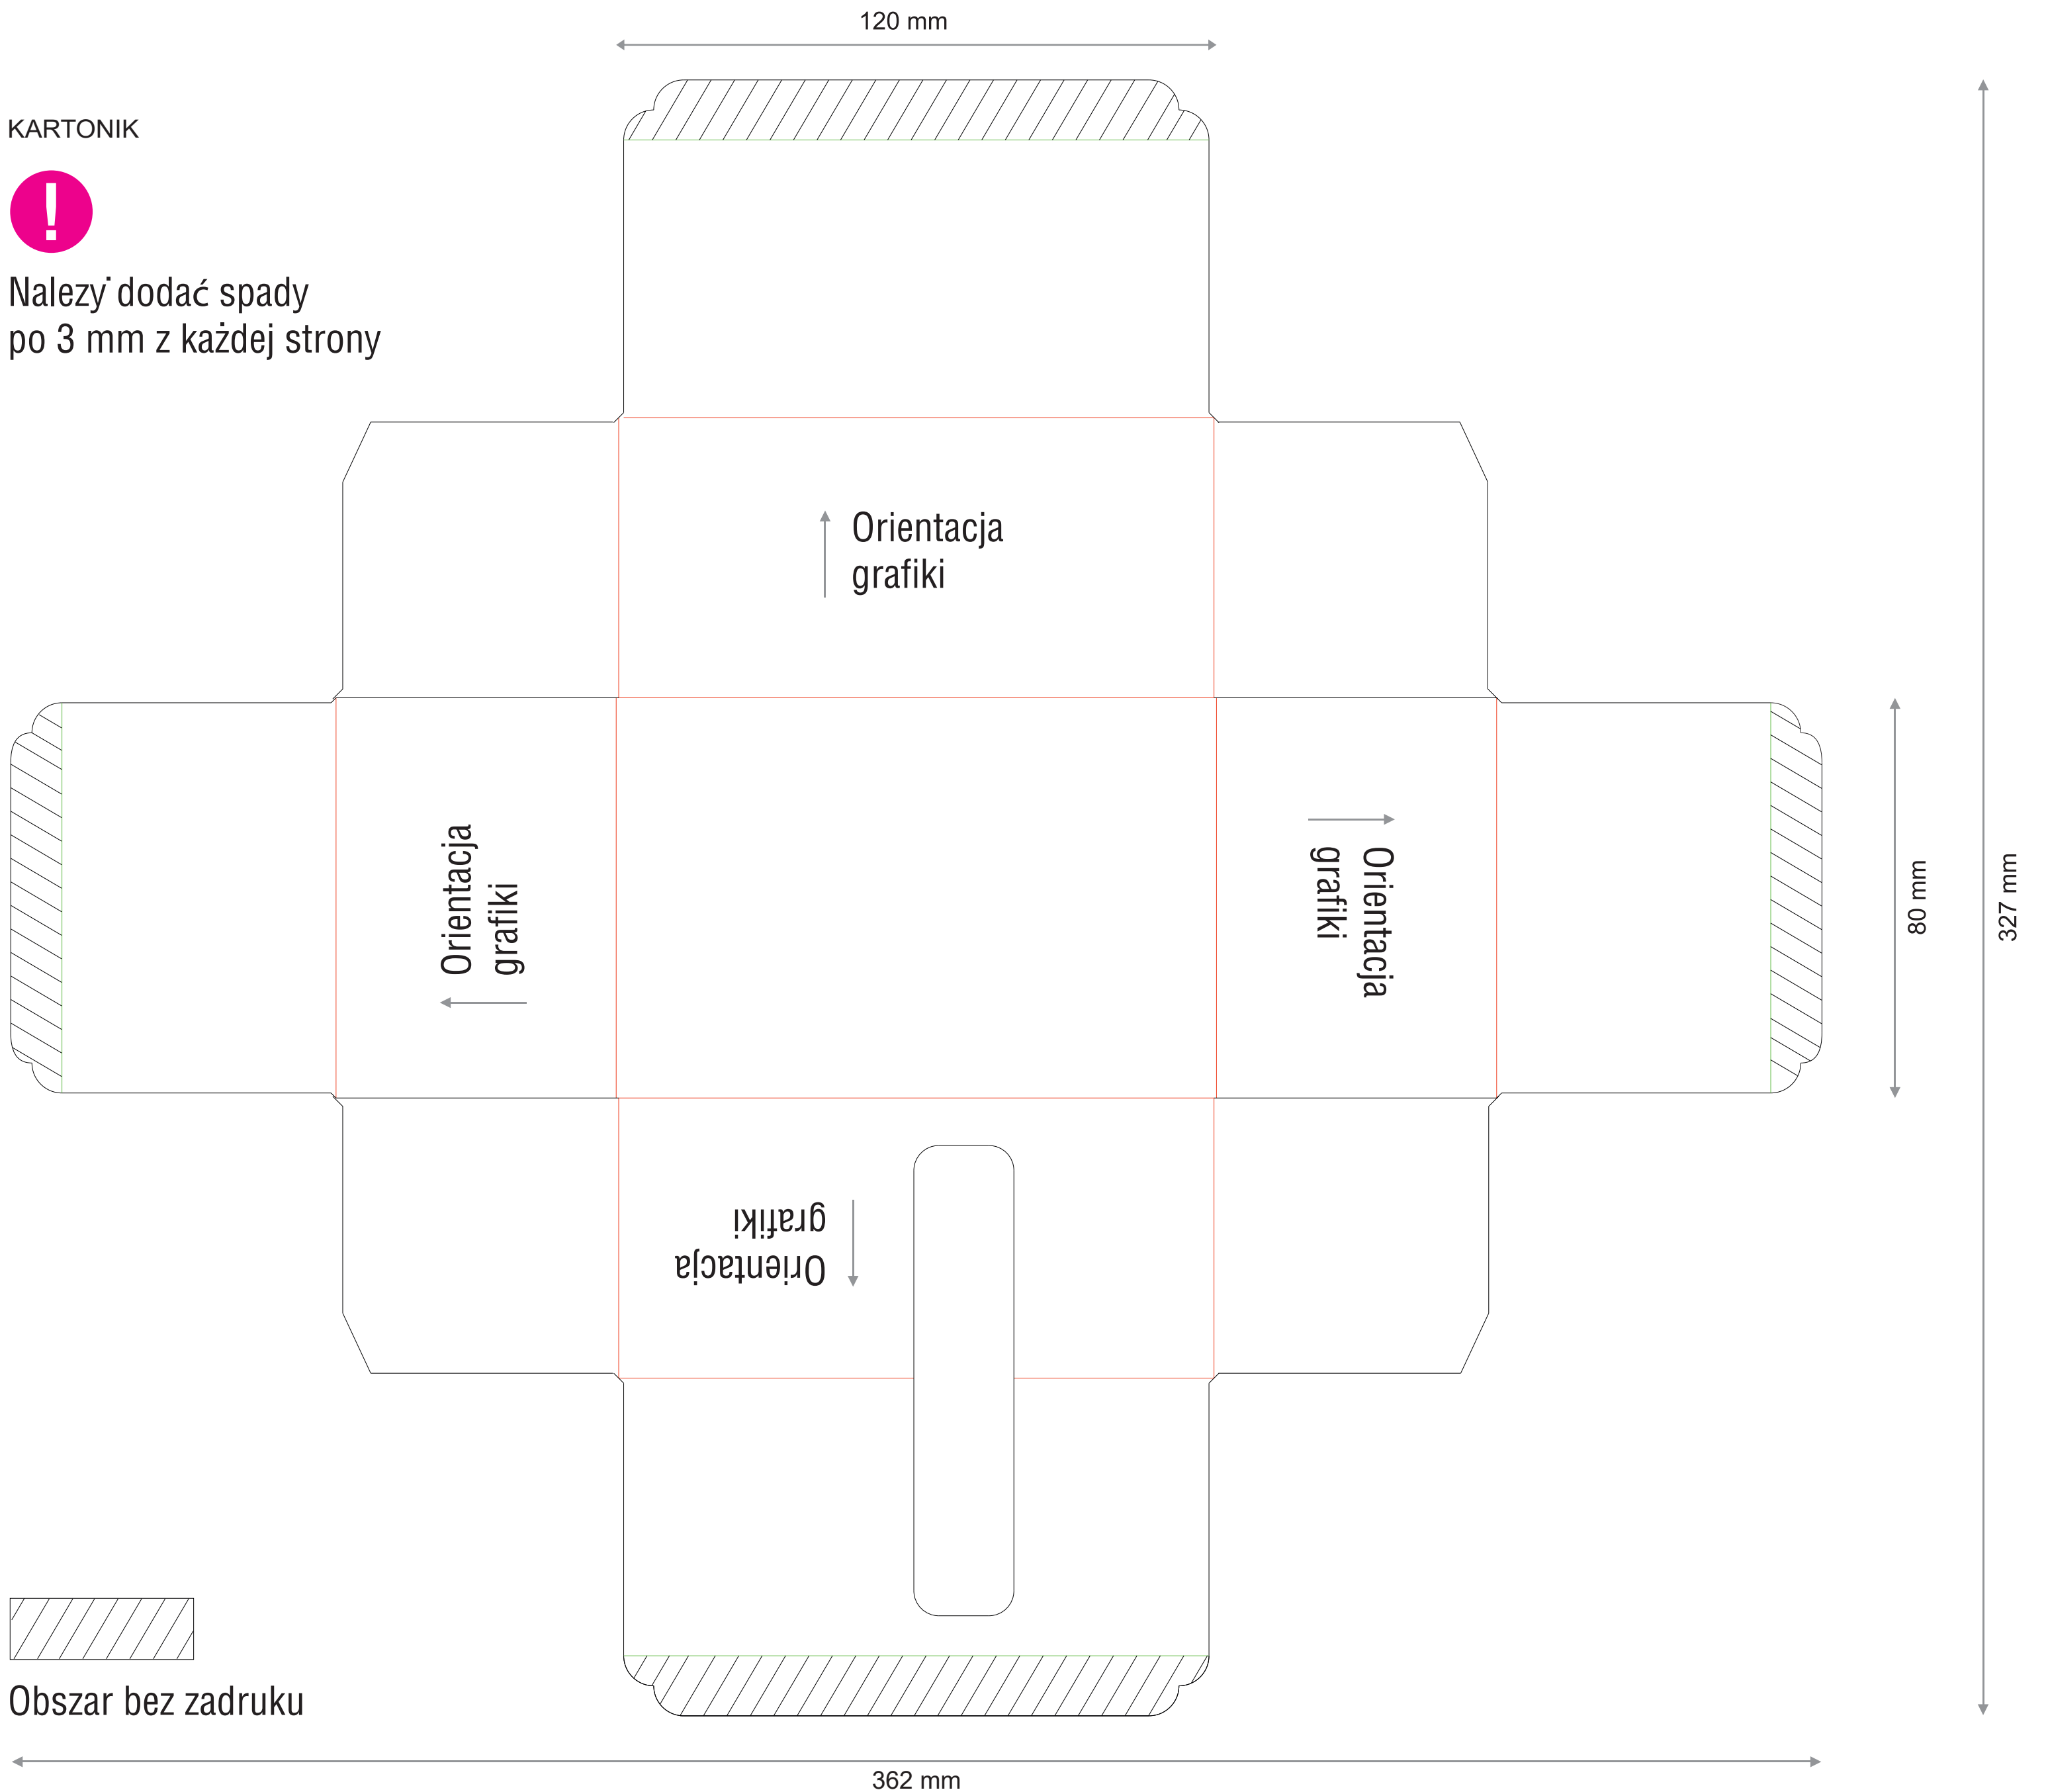 120 mm
KARTONIK
!
Nalezy˙ dodać spady
po 3 mm z każdej strony
Orientacja
grafiki
Orientacja
grafiki
Orientacja
grafiki
80 mm
327 mm
Orientacja
grafiki
Obszar bez zadruku
362 mm